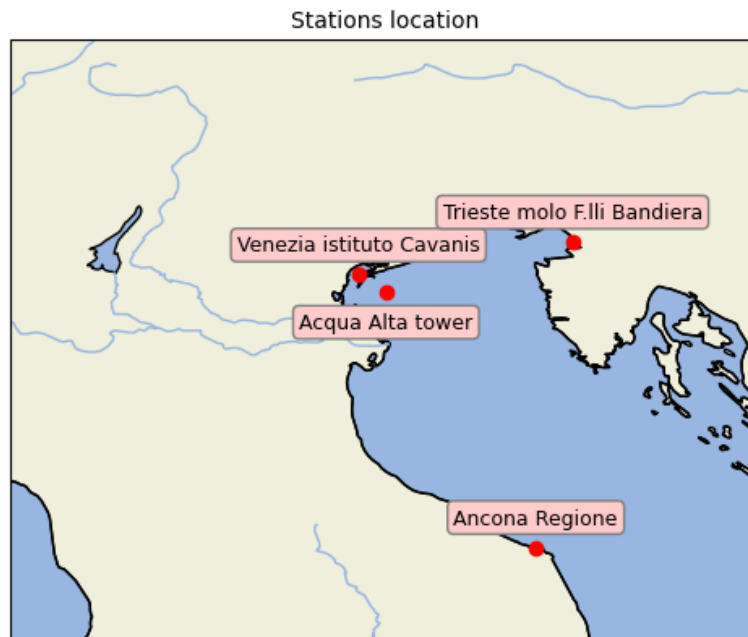 Stations location
Trieste molo F.lli Bandiera
Venezia istituto Cavanis
Acqua Alta tower
Ancona Regione